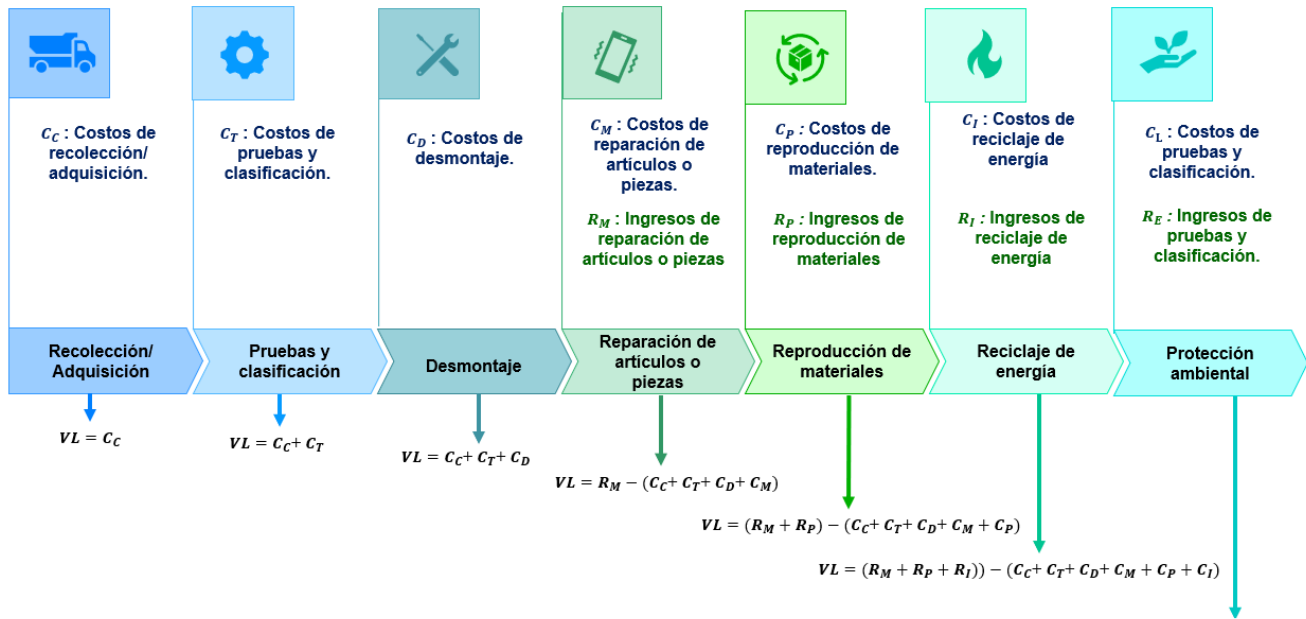 C_C : Costos de
recolección/
adquisición.
C_T : Costos de
pruebas y
clasificación.
C_D : Costos de
desmontaje.
C_M : Costos de
reparación de
artículos o
piezas.
R_M : Ingresos de
reparación de
artículos o piezas
C_P : Costos de
reproducción de
materiales.
R_P : Ingresos de
reproducción de
materiales
C_I : Costos de
reciclaje de
energía
R_I : Ingresos de
reciclaje de
energía
C_L : Costos de
pruebas y
clasificación.
R_E : Ingresos de
pruebas y
clasificación.
Recolección/
Adquisición
Pruebas y
clasificación
Desmontaje
Reparación de
artículos o
piezas
Reproducción de
materiales
Reciclaje de
energía
Protección
ambiental
VL = C_C
VL = C_C + C_T
VL = C_C + C_T + C_D
VL = R_M − (C_C + C_T + C_D + C_M)
VL = (R_M + R_P) − (C_C + C_T + C_D + C_M + C_P)
VL = (R_M + R_P + R_I)) − (C_C + C_T + C_D + C_M + C_P + C_I)